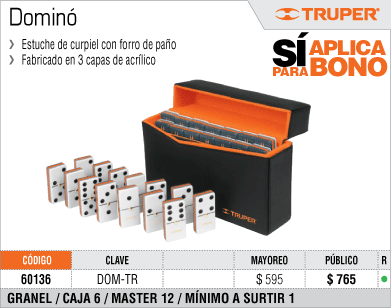 Dominó
TRUPER®
Estuche de curpiel con forro de paño
Fabricado en 3 capas de acrílico
SÍ APLICA
PARA BONO
TRUPER®
CÓDIGO CLAVE MAYOREO PÚBLICO R
60136 DOM-TR $ 595 $ 765
GRANEL / CAJA 6 / MASTER 12 / MÍNIMO A SURTIR 1